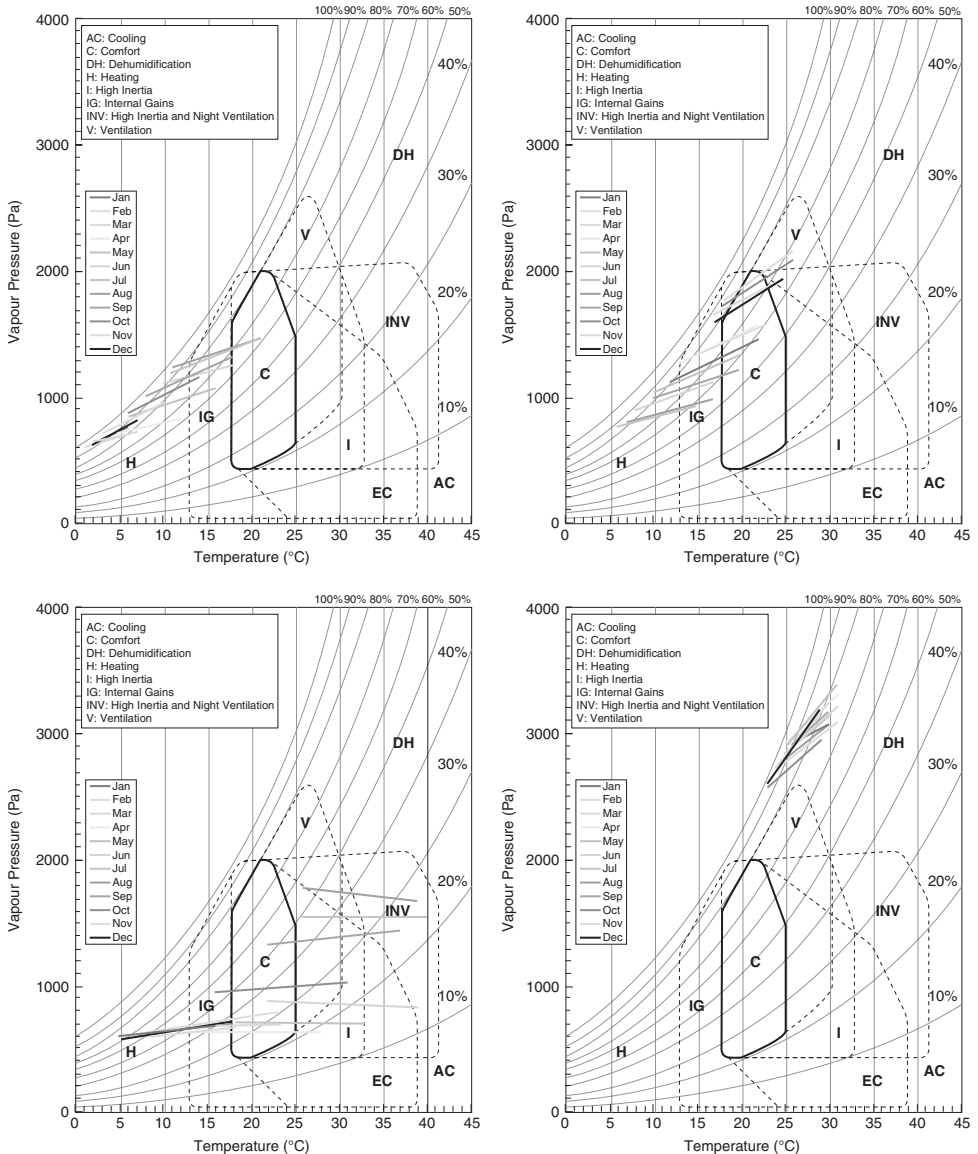 100%90% 80% 70% 60% 50%
4000
AC: Cooling
C: Comfort
DH: Dehumidification
H: Heating
I: High Inertia
IG: Internal Gains
INV: High Inertia and Night Ventilation
V: Ventilation
40%
3000
DH
30%
Jan
Feb
Mar
Apr
May
Jun
Jul
Aug
Sep
Oct
Nov
Dec
V
2000
20%
INV
C
1000
IG
10%
H
I
EC
AC
0
0 5 10 15 20 25 30 35 40 45
Temperature (°C)
Vapour Pressure (Pa)
100%90% 80% 70% 60% 50%
4000
AC: Cooling
C: Comfort
DH: Dehumidification
H: Heating
I: High Inertia
IG: Internal Gains
INV: High Inertia and Night Ventilation
V: Ventilation
40%
3000
DH
30%
Jan
Feb
Mar
Apr
May
Jun
Jul
Aug
Sep
Oct
Nov
Dec
V
2000
20%
INV
C
1000
IG
10%
H
I
EC
AC
0
0 5 10 15 20 25 30 35 40 45
Temperature (°C)
Vapour Pressure (Pa)
100%90% 80% 70% 60% 50%
4000
AC: Cooling
C: Comfort
DH: Dehumidification
H: Heating
I: High Inertia
IG: Internal Gains
INV: High Inertia and Night Ventilation
V: Ventilation
40%
3000
DH
30%
Jan
Feb
Mar
Apr
May
Jun
Jul
Aug
Sep
Oct
Nov
Dec
V
2000
20%
INV
C
1000
IG
10%
H
I
EC
AC
0
0 5 10 15 20 25 30 35 40 45
Temperature (°C)
Vapour Pressure (Pa)
100%90% 80% 70% 60% 50%
4000
AC: Cooling
C: Comfort
DH: Dehumidification
H: Heating
I: High Inertia
IG: Internal Gains
INV: High Inertia and Night Ventilation
V: Ventilation
40%
3000
DH
30%
Jan
Feb
Mar
Apr
May
Jun
Jul
Aug
Sep
Oct
Nov
Dec
V
2000
20%
INV
C
1000
IG
10%
H
I
EC
AC
0
0 5 10 15 20 25 30 35 40 45
Temperature (°C)
Vapour Pressure (Pa)